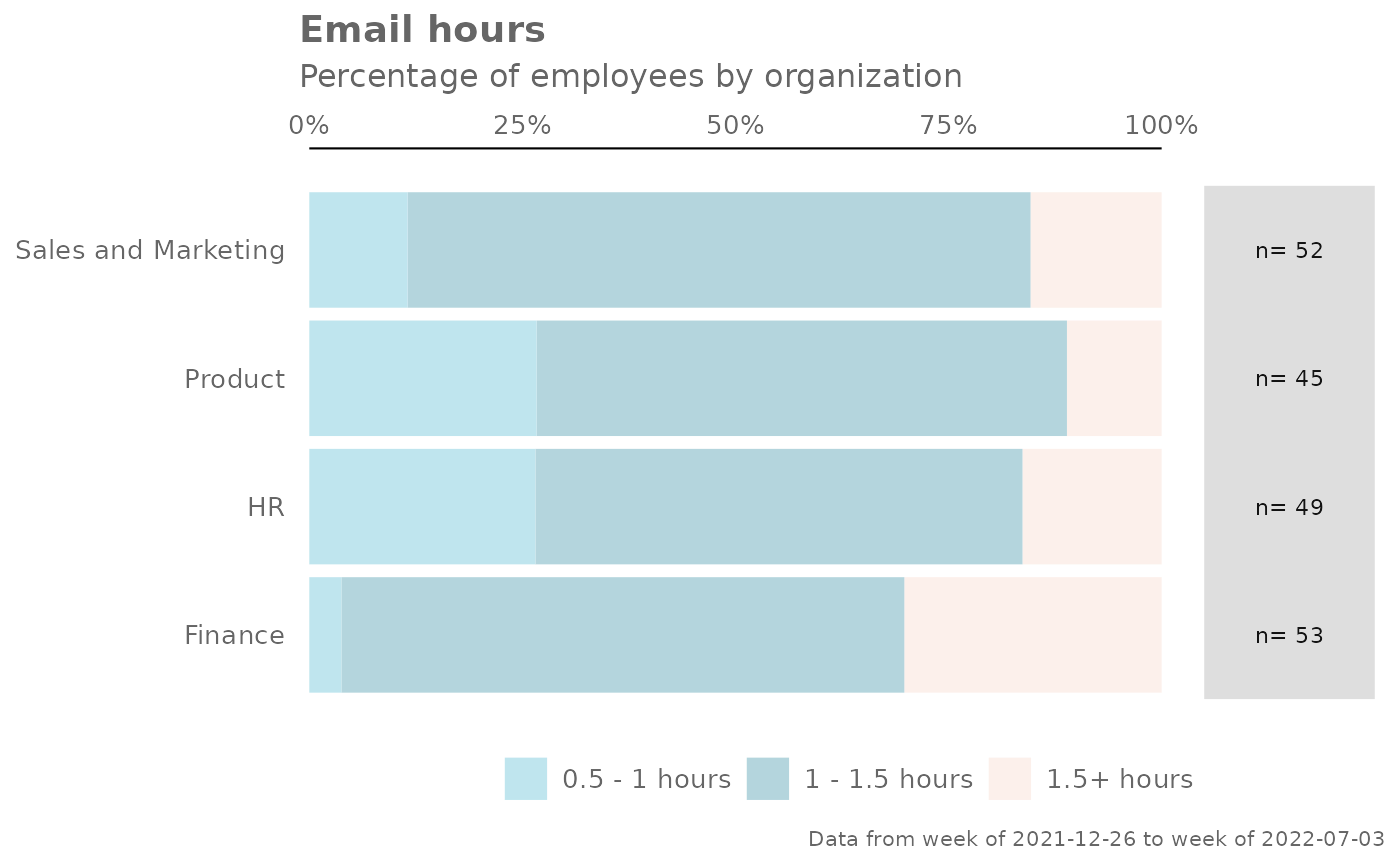 Email hours
Percentage of employees by organization
0% 25% 50% 75% 100%
Sales and Marketing n= 52
Product n= 45
HR n= 49
Finance n= 53
0.5 - 1 hours 1 - 1.5 hours 1.5+ hours
Data from week of 2021-12-26 to week of 2022-07-03